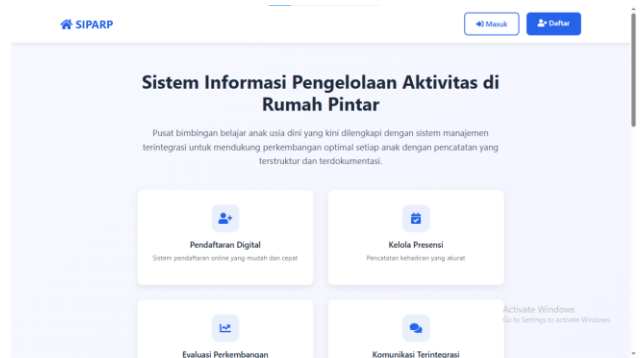 SIPARP
Masuk
Daftar
Sistem Informasi Pengelolaan Aktivitas di
Rumah Pintar
Pusat bimbingan belajar anak usia dini yang kini dilengkapi dengan sistem manajemen
terintegrasi untuk mendukung perkembangan optimal setiap anak dengan pencatatan yang
terstruktur dan terdokumentasi.
Pendaftaran Digital
Sistem pendaftaran online yang mudah dan cepat
Kelola Presensi
Pencatatan kehadiran yang akurat
Evaluasi Perkembangan
Komunikasi Terintegrasi
Activate Windows
Go to Settings to activate Windows.